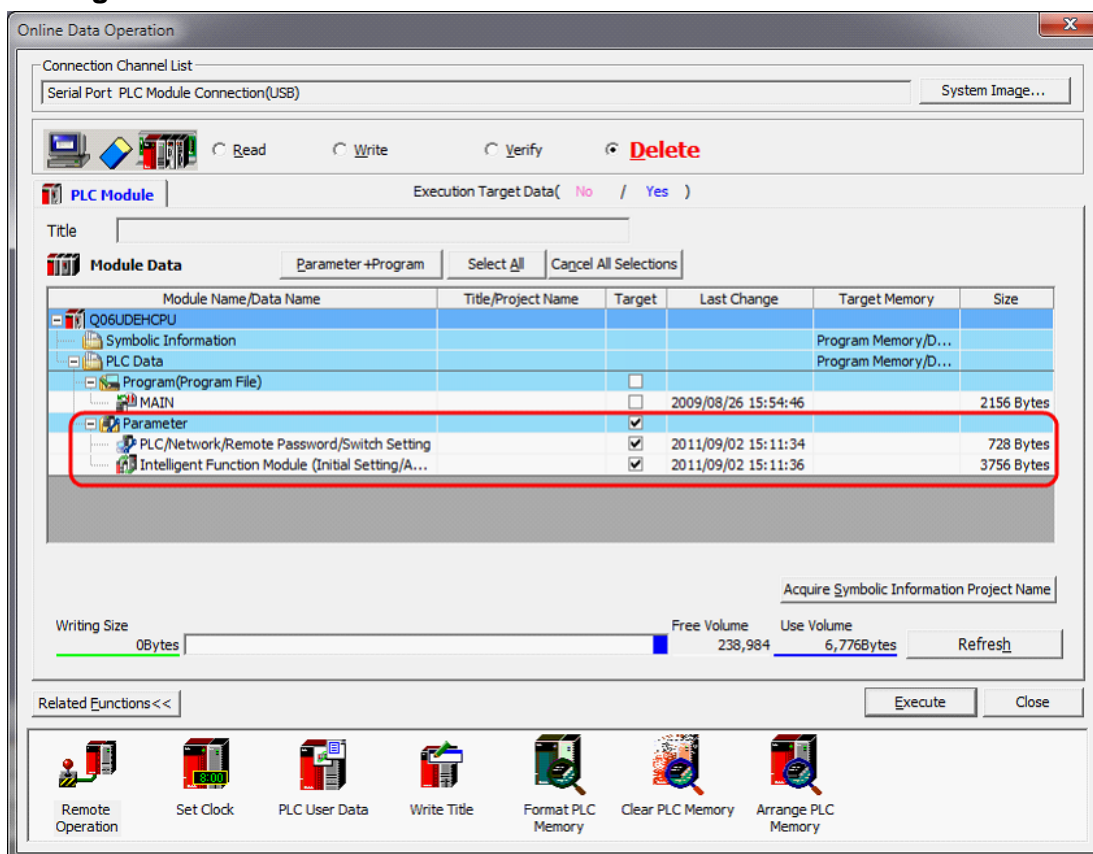 Online Data Operation
Connection Channel List
Serial Port PLC Module Connection(USB)
System Image...
Read Write Verify Delete
PLC Module
Execution Target Data( No / Yes )
Title
Module Data
Parameter+Program
Select All
Cancel All Selections
Module Name/Data Name Title/Project Name Target Last Change Target Memory Size
Q06UDEHCPU
Symbolic Information Program Memory/D...
PLC Data Program Memory/D...
Program(Program File)
MAIN 2009/08/26 15:54:46 2156 Bytes
Parameter
PLC/Network/Remote Password/Switch Setting 2011/09/02 15:11:34 728 Bytes
Intelligent Function Module (Initial Setting/A... 2011/09/02 15:11:36 3756 Bytes
Acquire Symbolic Information Project Name
Writing Size Free Volume Use Volume
0Bytes 238,984 6,776Bytes
Refresh
Related Functions<<
Execute
Close
8:00
Remote Operation
Set Clock
PLC User Data
Write Title
Format PLC Memory
Clear PLC Memory
Arrange PLC Memory